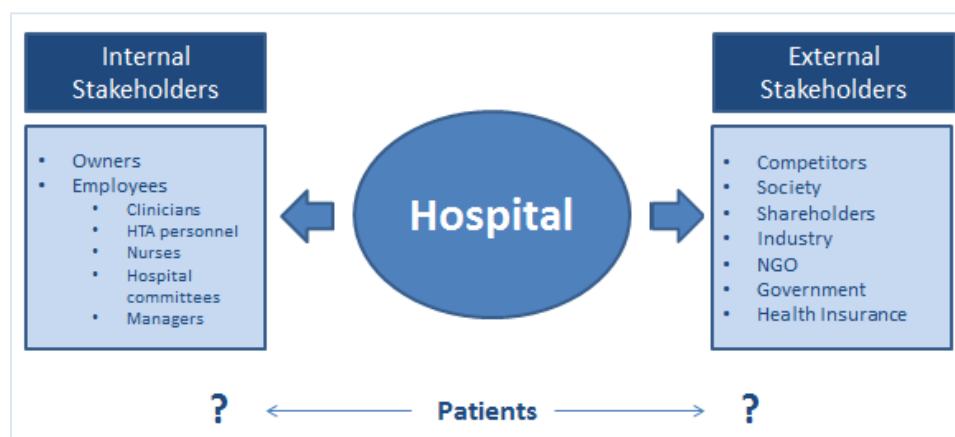 Internal
Stakeholders
• Owners
• Employees
• Clinicians
• HTA personnel
• Nurses
• Hospital
committees
• Managers
Hospital
External
Stakeholders
• Competitors
• Society
• Shareholders
• Industry
• NGO
• Government
• Health Insurance
? Patients ?